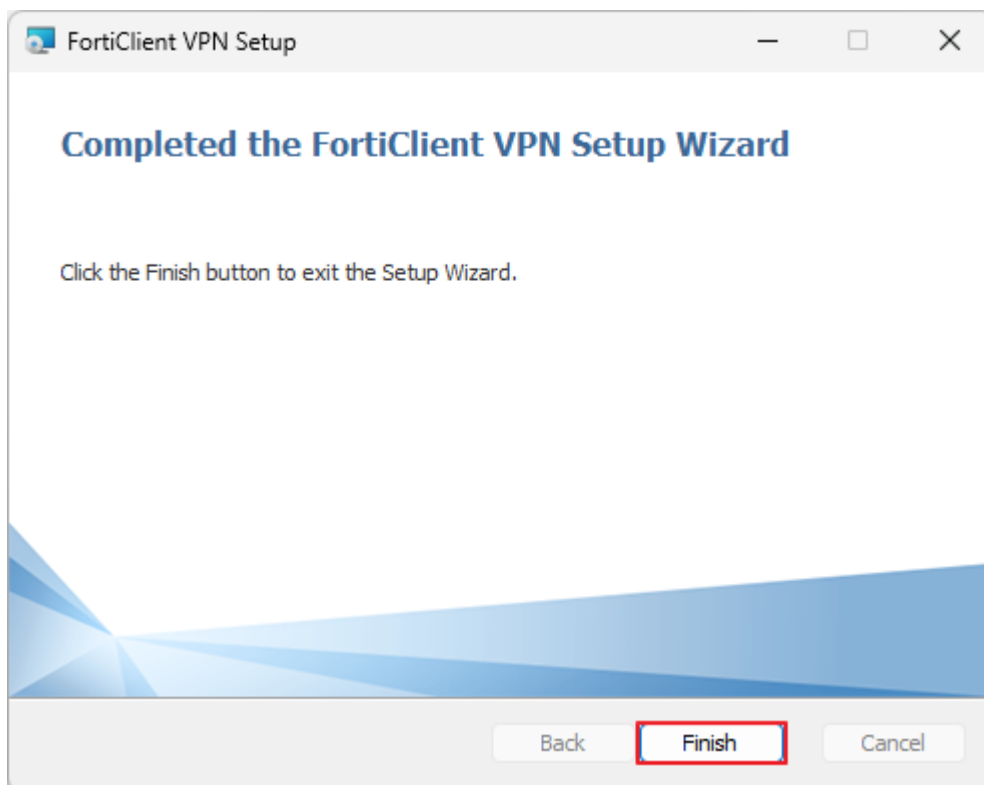 FortiClient VPN Setup
Completed the FortiClient VPN Setup Wizard
Click the Finish button to exit the Setup Wizard.
Back Finish Cancel